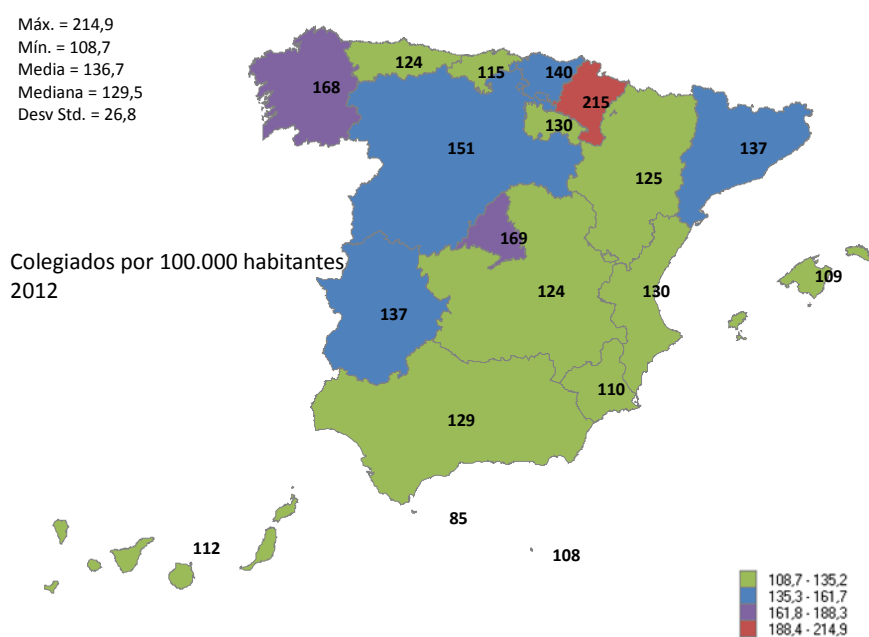 Máx. = 214,9
Mín. = 108,7
Media = 136,7
Mediana = 129,5
Desv Std. = 26,8
124
115
140
168
215
130
151
137
125
169
Colegiados por 100.000 habitantes
2012
109
124
130
137
110
129
85
112
108
108,7 - 135,2
135,3 - 161,7
161,8 - 188,3
188,4 - 214,9